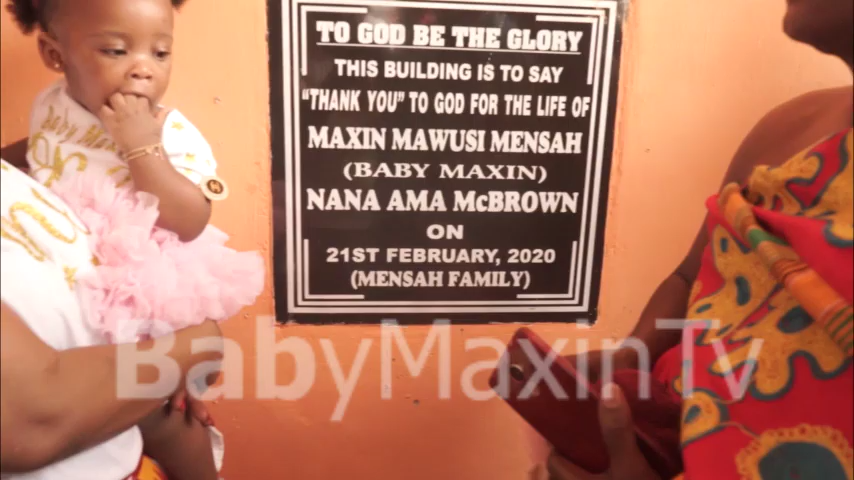 TO GOD BE THE GLORY
THIS BUILDING IS TO SAY
"THANK YOU" TO GOD FOR THE LIFE OF
MAXIN MAWUSI MENSAH
(BABY MAXIN)
NANA AMA McBROWN
ON
21ST FEBRUARY, 2020
(MENSAH FAMILY)
BabyMaxinTv